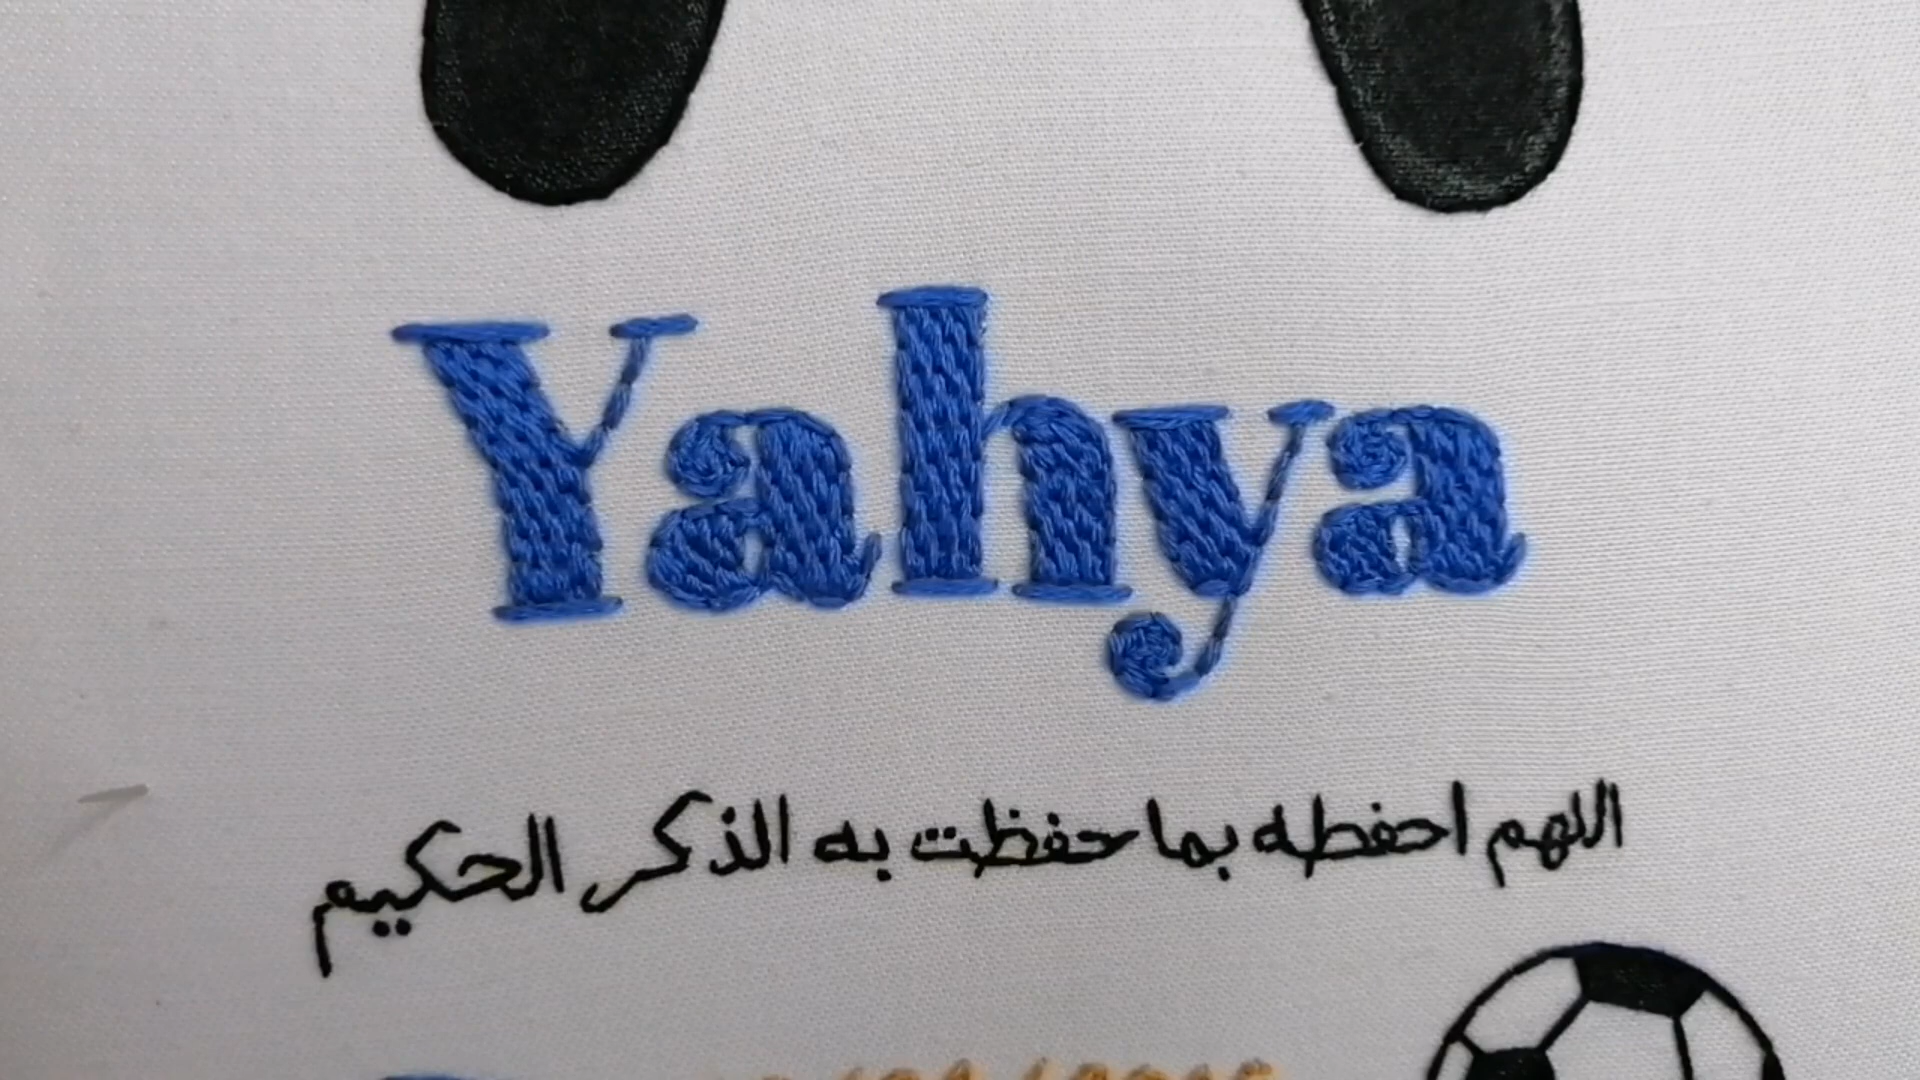 Yahya
اللهم احفظه بما حفظت به الذكر الحكيم